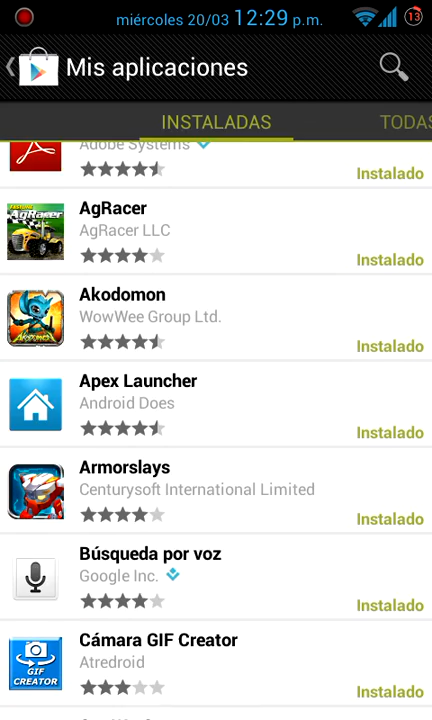 miércoles 20/03 12:29 p.m.
13
Mis aplicaciones
INSTALADAS
TODAS
Adobe Systems
Instalado
AgRacer
AgRacer
AgRacer LLC
Instalado
Akodomon
WowWee Group Ltd.
Instalado
Apex Launcher
Android Does
Instalado
Armorslays
Centurysoft International Limited
Instalado
Búsqueda por voz
Google Inc.
Instalado
GIF
CREATOR
Cámara GIF Creator
Atredroid
Instalado